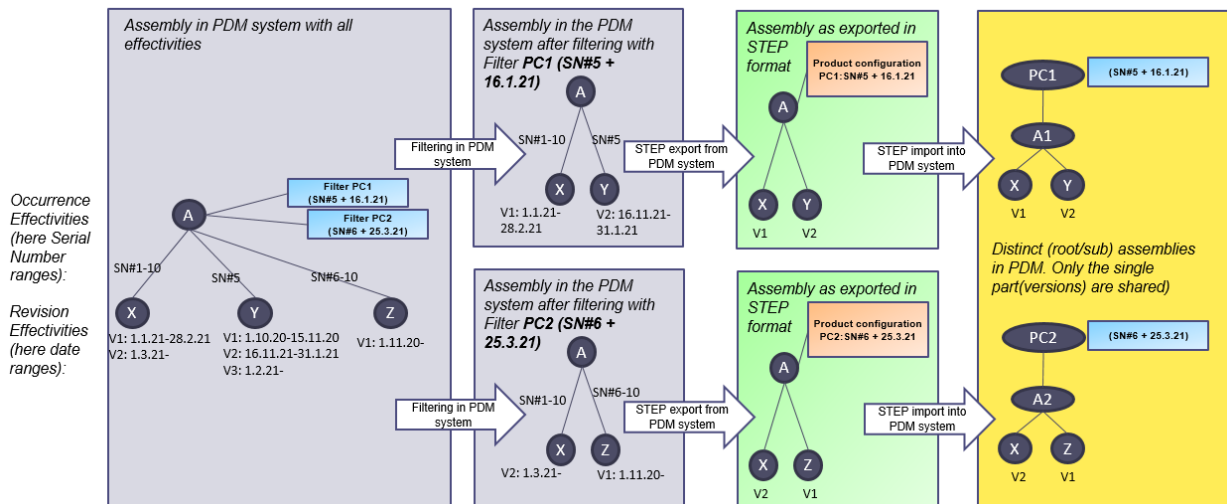 Assembly in PDM system with all
effectivities
Filter PC1
(SN#5 + 16.1.21)
Filter PC2
(SN#6 + 25.3.21)
A
Occurrence
Effectivities
(here Serial
Number
ranges):
SN#1-10
SN#5
SN#6-10
X
Y
Z
Revision
Effectivities
(here date
ranges):
V1: 1.1.21-28.2.21
V2: 1.3.21-
V1: 1.10.20-15.11.20
V2: 16.11.21-31.1.21
V3: 1.2.21-
V1: 1.11.20-
Filtering in PDM
system
Assembly in the PDM
system after filtering with
Filter PC1 (SN#5 +
16.1.21)
A
SN#1-10
SN#5
X
Y
V1: 1.1.21-
28.2.21
V2: 16.11.21-
31.1.21
STEP export from
PDM system
Assembly as exported in
STEP
format
Product configuration
PC1:SN#5 + 16.1.21
A
X
Y
V1
V2
STEP import into
PDM system
PC1
(SN#5 + 16.1.21)
A1
X
Y
V1
V2
Distinct (root/sub) assemblies
in PDM. Only the single
part(versions) are shared)
Filtering in PDM
system
Assembly in the PDM
system after filtering with
Filter PC2 (SN#6 +
25.3.21)
A
SN#1-10
SN#6-10
X
Z
V2: 1.3.21-
V1: 1.11.20-
STEP export from
PDM system
Assembly as exported in
STEP
format
Product configuration
PC2:SN#6 + 25.3.21
A
X
Z
V2
V1
STEP import into
PDM system
PC2
(SN#6 + 25.3.21)
A2
X
Z
V2
V1